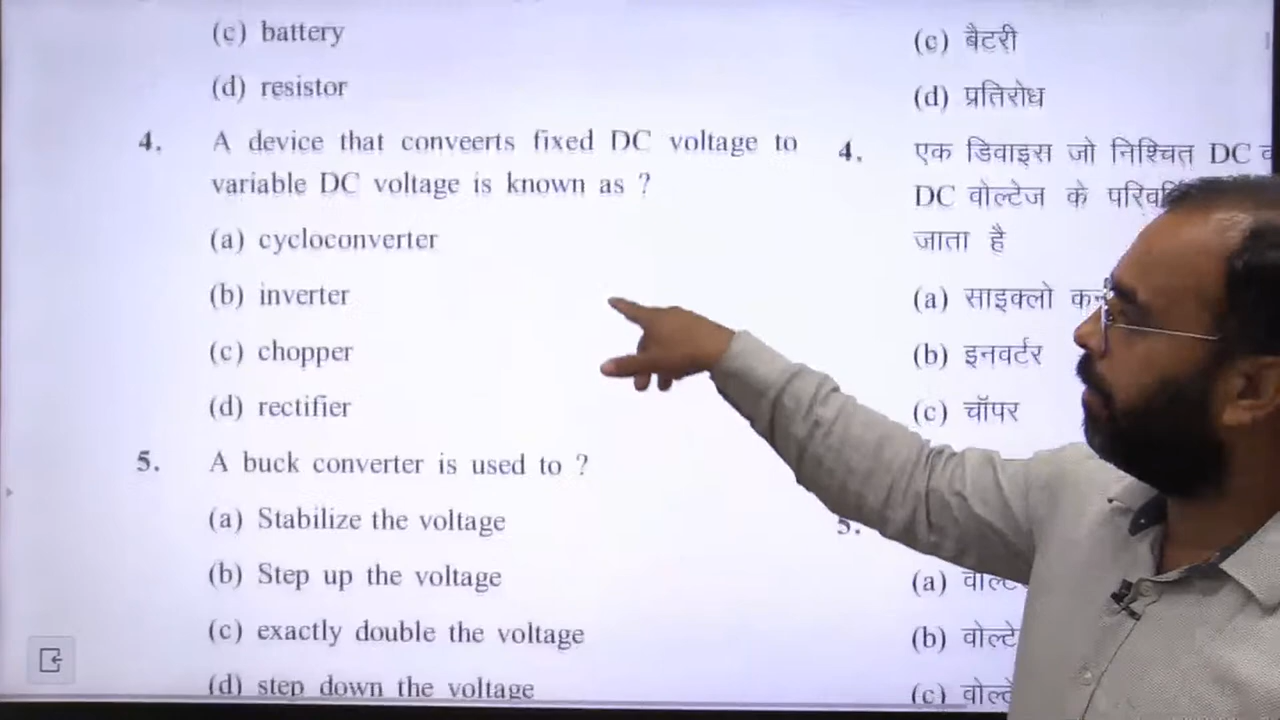 (c) battery
(d) resistor
4. A device that conveerts fixed DC voltage to
variable DC voltage is known as ?
(a) cycloconverter
(b) inverter
(c) chopper
(d) rectifier
5. A buck converter is used to ?
(a) Stabilize the voltage
(b) Step up the voltage
(c) exactly double the voltage
(d) step down the voltage
(c) बैटरी
(d) प्रतिरोध
4. एक डिवाइस जो निश्चित DC
DC वोल्टेज के
जाता है
(a) साइक्लो
(b) इनवर्टर
(c) चॉपर
5.
(a)
(b)
(c)